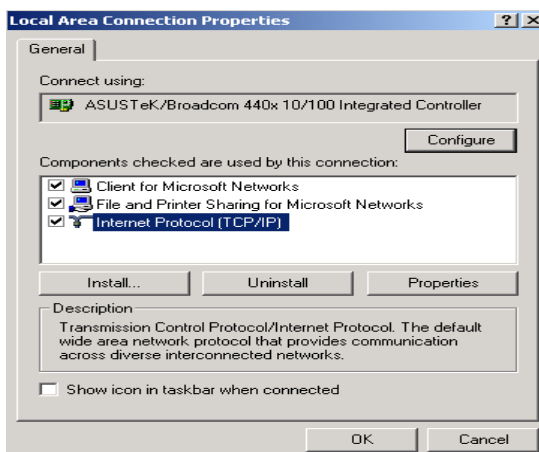 Local Area Connection Properties
General
Connect using:
ASUSTeK/Broadcom 440x 10/100 Integrated Controller
Configure
Components checked are used by this connection:
Client for Microsoft Networks
File and Printer Sharing for Microsoft Networks
Internet Protocol (TCP/IP)
Install... Uninstall Properties
Description
Transmission Control Protocol/Internet Protocol. The default
wide area network protocol that provides communication
across diverse interconnected networks.
Show icon in taskbar when connected
OK Cancel